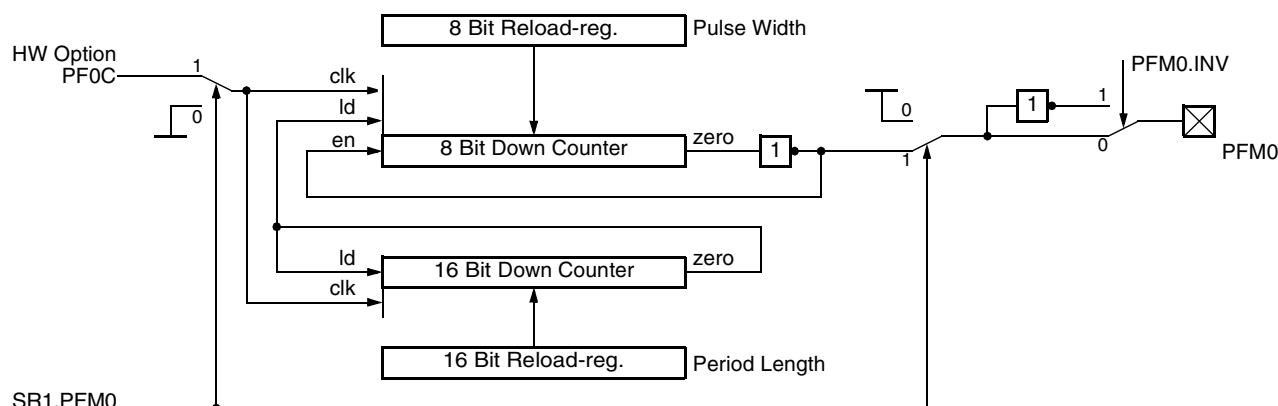 8 Bit Reload-reg.
Pulse Width
HW Option
PF0C
1
0
clk
ld
en
8 Bit Down Counter
zero
1
0
1
PFM0.INV
1
1
0
PFM0
ld
clk
16 Bit Down Counter
zero
16 Bit Reload-reg.
Period Length
SR1.PFM0